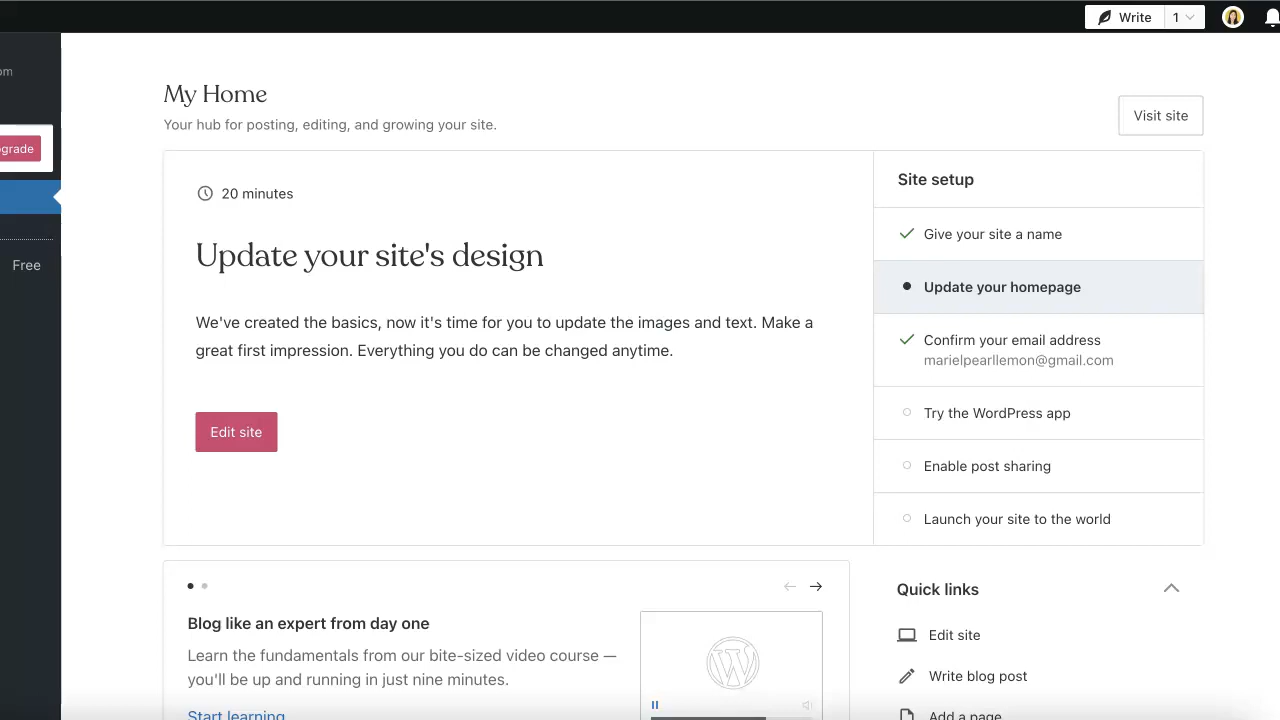 Write
1
om
grade
Free
My Home
Your hub for posting, editing, and growing your site.
Visit site
20 minutes
Update your site's design
We've created the basics, now it's time for you to update the images and text. Make a
great first impression. Everything you do can be changed anytime.
Edit site
Site setup
Give your site a name
Update your homepage
Confirm your email address
marielpearllemon@gmail.com
Try the WordPress app
Enable post sharing
Launch your site to the world
Blog like an expert from day one
Learn the fundamentals from our bite-sized video course —
you'll be up and running in just nine minutes.
Start learning
Quick links
Edit site
Write blog post
Add a page